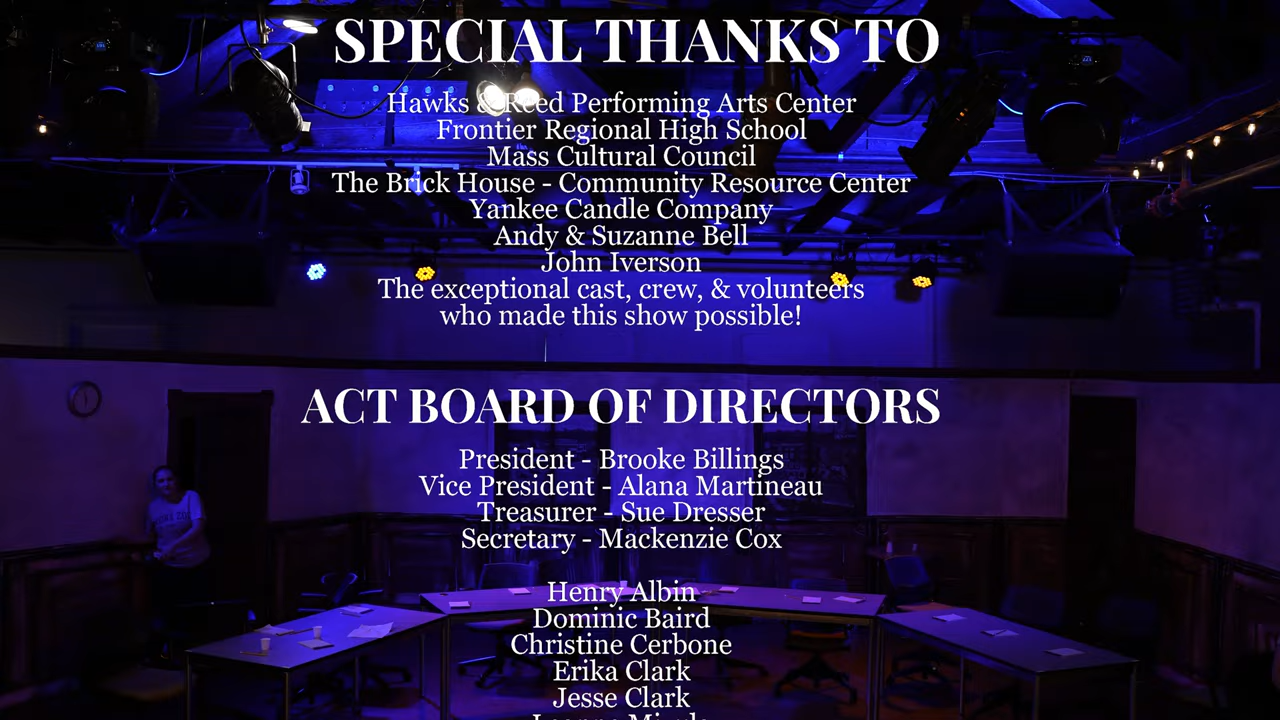 SPECIAL THANKS TO
Hawks & Reed Performing Arts Center
Frontier Regional High School
Mass Cultural Council
The Brick House - Community Resource Center
Yankee Candle Company
Andy & Suzanne Bell
John Iverson
The exceptional cast, crew, & volunteers
who made this show possible!
ACT BOARD OF DIRECTORS
President - Brooke Billings
Vice President - Alana Martineau
Treasurer - Sue Dresser
Secretary - Mackenzie Cox
Henry Albin
Dominic Baird
Christine Cerbone
Erika Clark
Jesse Clark